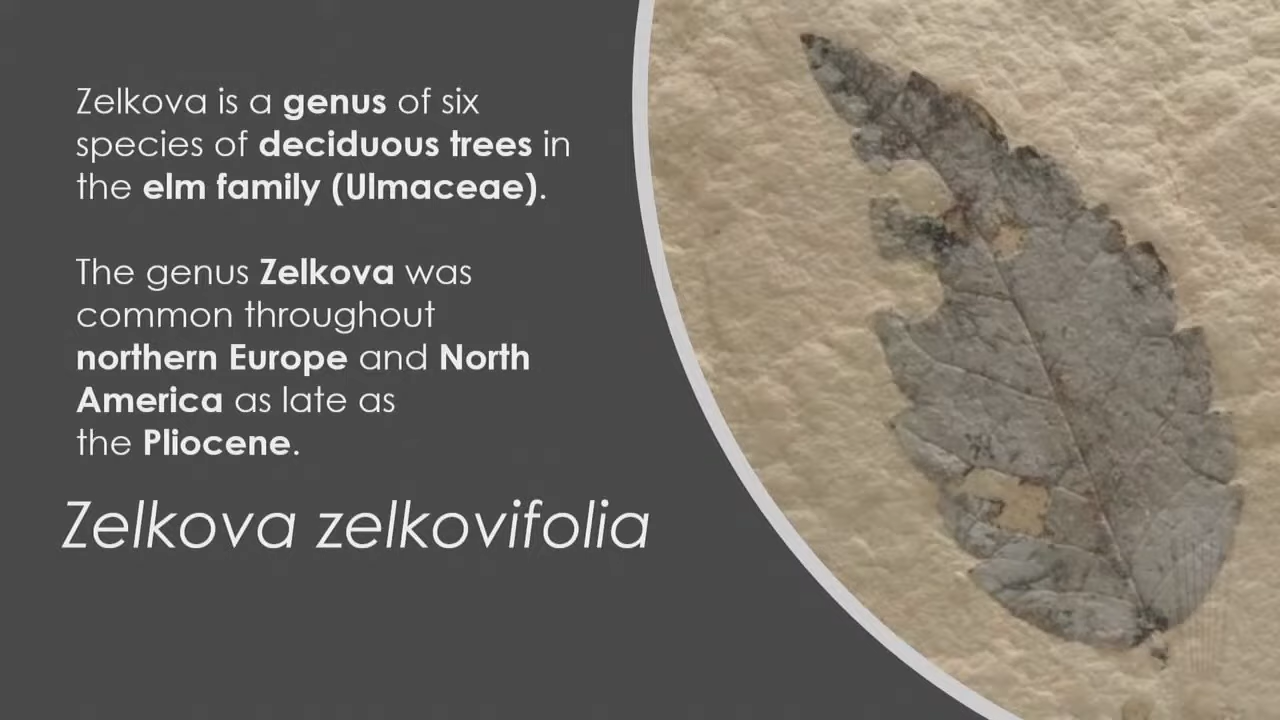 Zelkova is a genus of six
species of deciduous trees in
the elm family (Ulmaceae).
The genus Zelkova was
common throughout
northern Europe and North
America as late as
the Pliocene.
Zelkova zelkovifolia